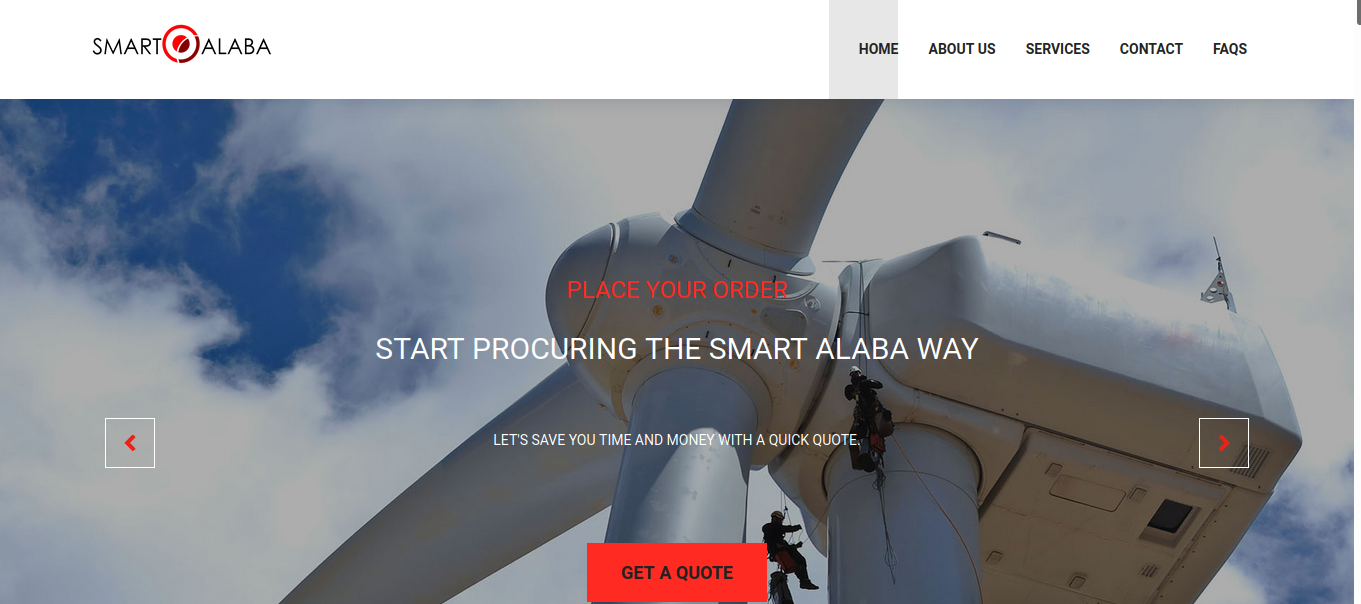 SMART ALABA
HOME ABOUT US SERVICES CONTACT FAQS
PLACE YOUR ORDER
START PROCURING THE SMART ALABA WAY
LET'S SAVE YOU TIME AND MONEY WITH A QUICK QUOTE.
GET A QUOTE